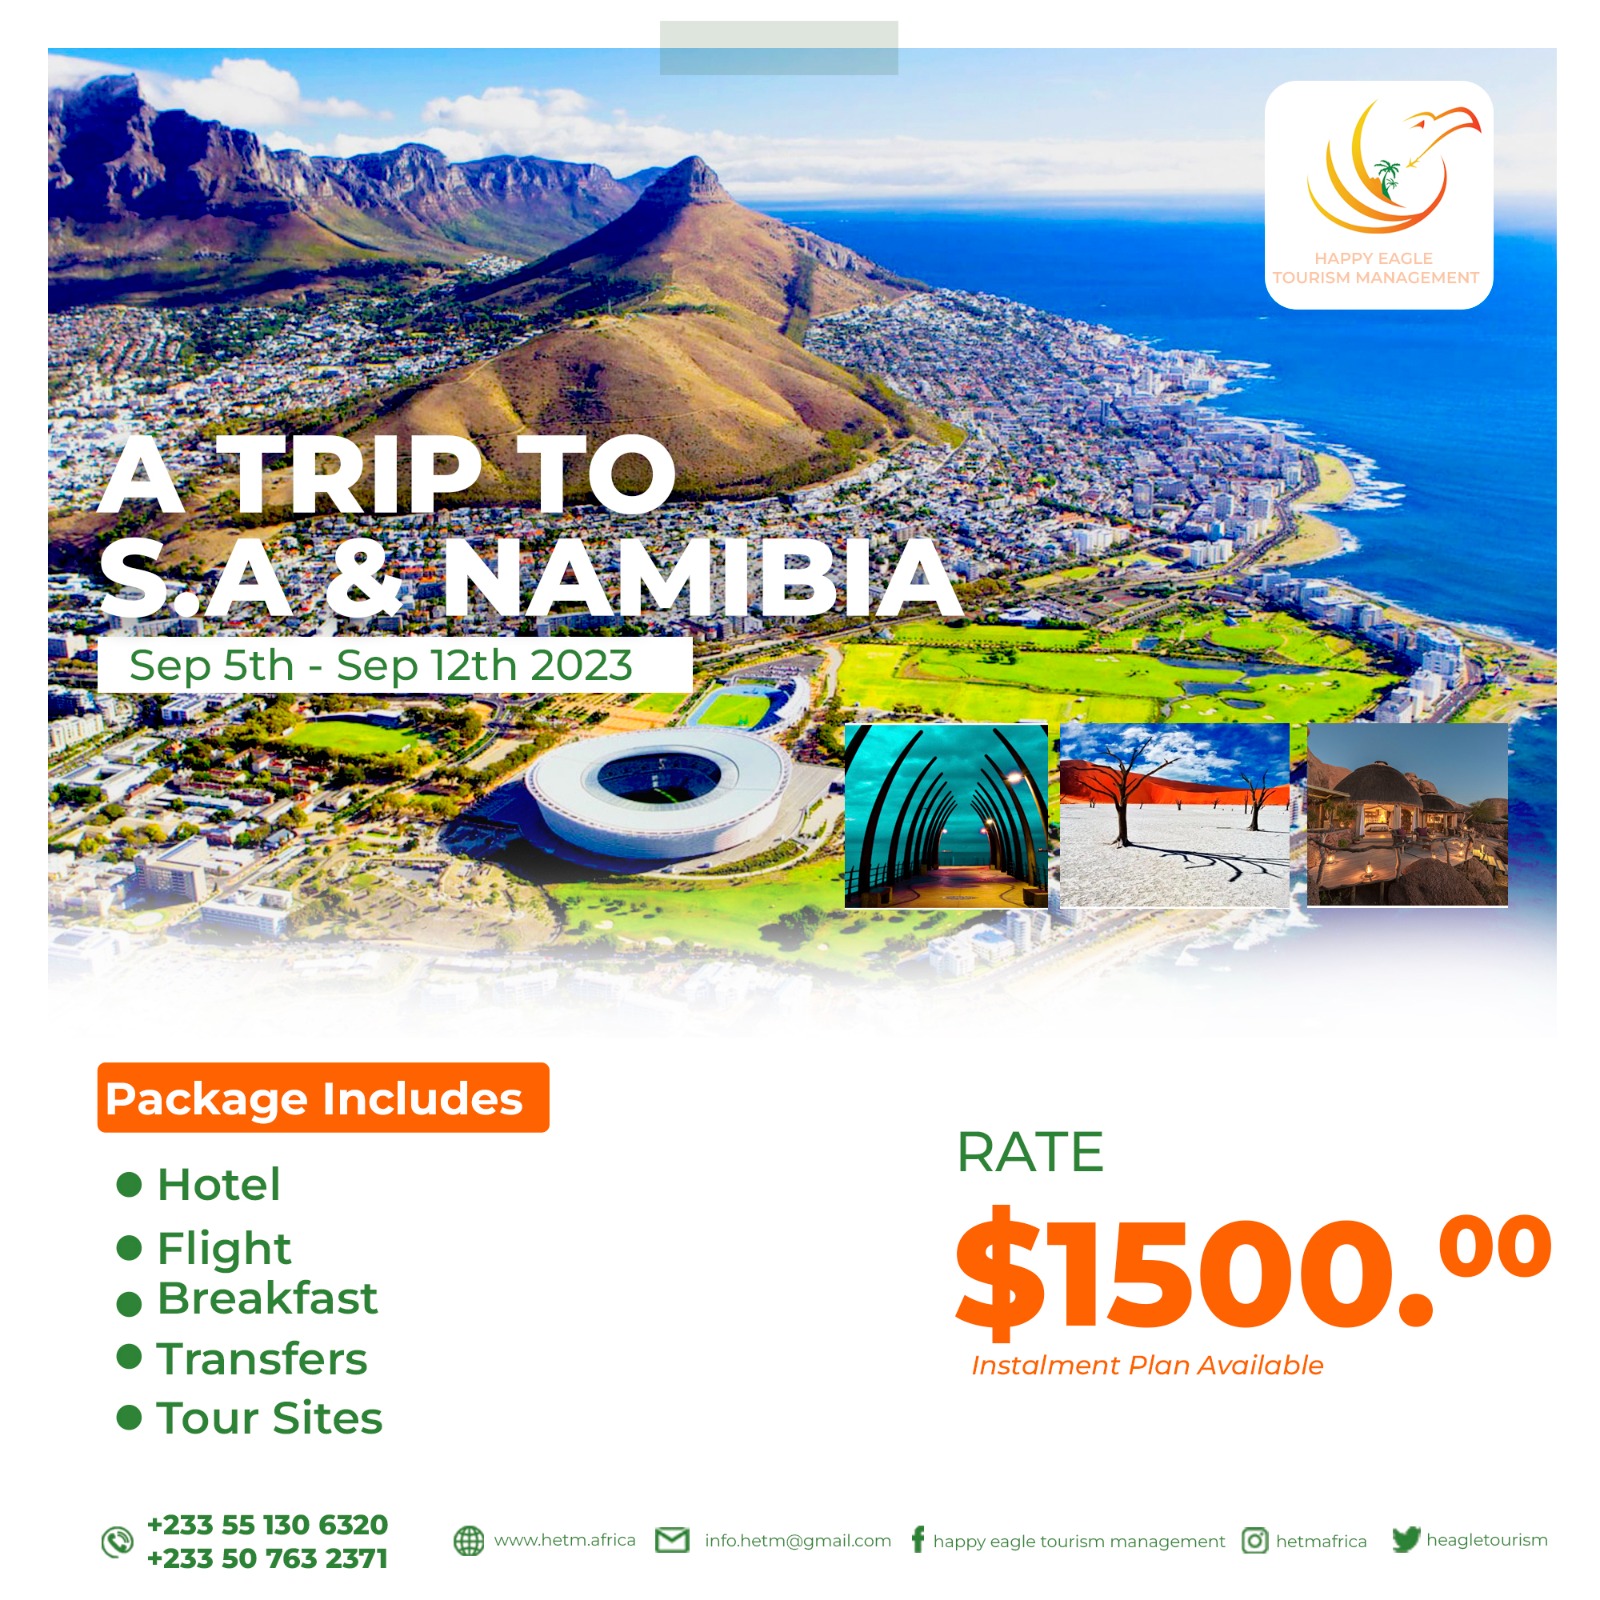 HAPPY EAGLE
TOURISM MANAGEMENT
A TRIP TO
S.A & NAMIBIA
Sep 5th - Sep 12th 2023
Package Includes
Hotel
Flight
Breakfast
Transfers
Tour Sites
RATE
$1500.00
Instalment Plan Available
+233 55 130 6320
+233 50 763 2371
www.hetm.africa
info.hetm@gmail.com
happy eagle tourism management
hetmafrica
heagletourism